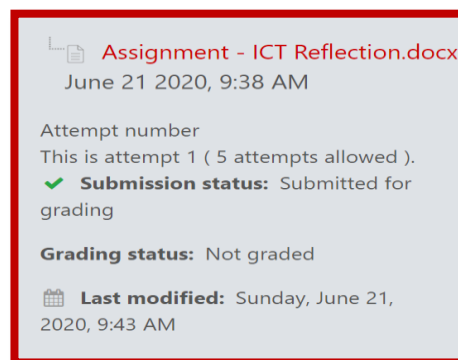 Assignment - ICT Reflection.docx
June 21 2020, 9:38 AM
Attempt number
This is attempt 1 ( 5 attempts allowed ).
Submission status: Submitted for
grading
Grading status: Not graded
Last modified: Sunday, June 21,
2020, 9:43 AM